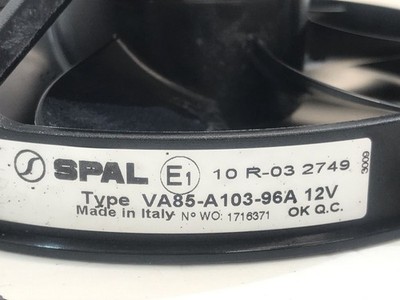 SPAL E1 10 R-03 2749
3009
Type VA85-A103-96A 12V
Made in Italy Nº WO: 1716371 OK Q.C.